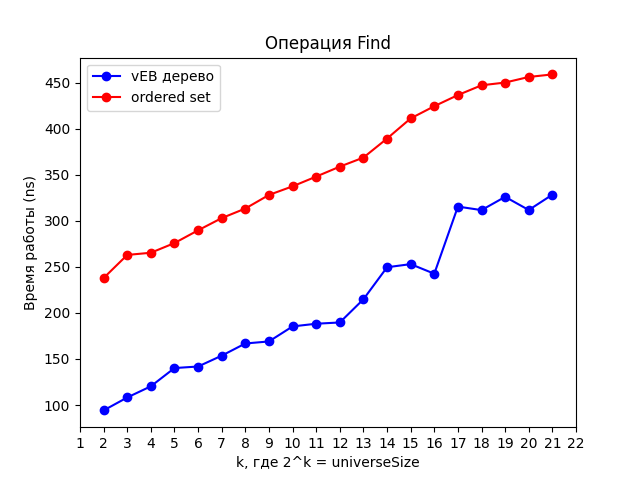 Операция Find
vEB дерево
ordered set
Время работы (ns)
450
400
350
300
250
200
150
100
1 2 3 4 5 6 7 8 9 10 11 12 13 14 15 16 17 18 19 20 21 22
k, где 2^k = universeSize